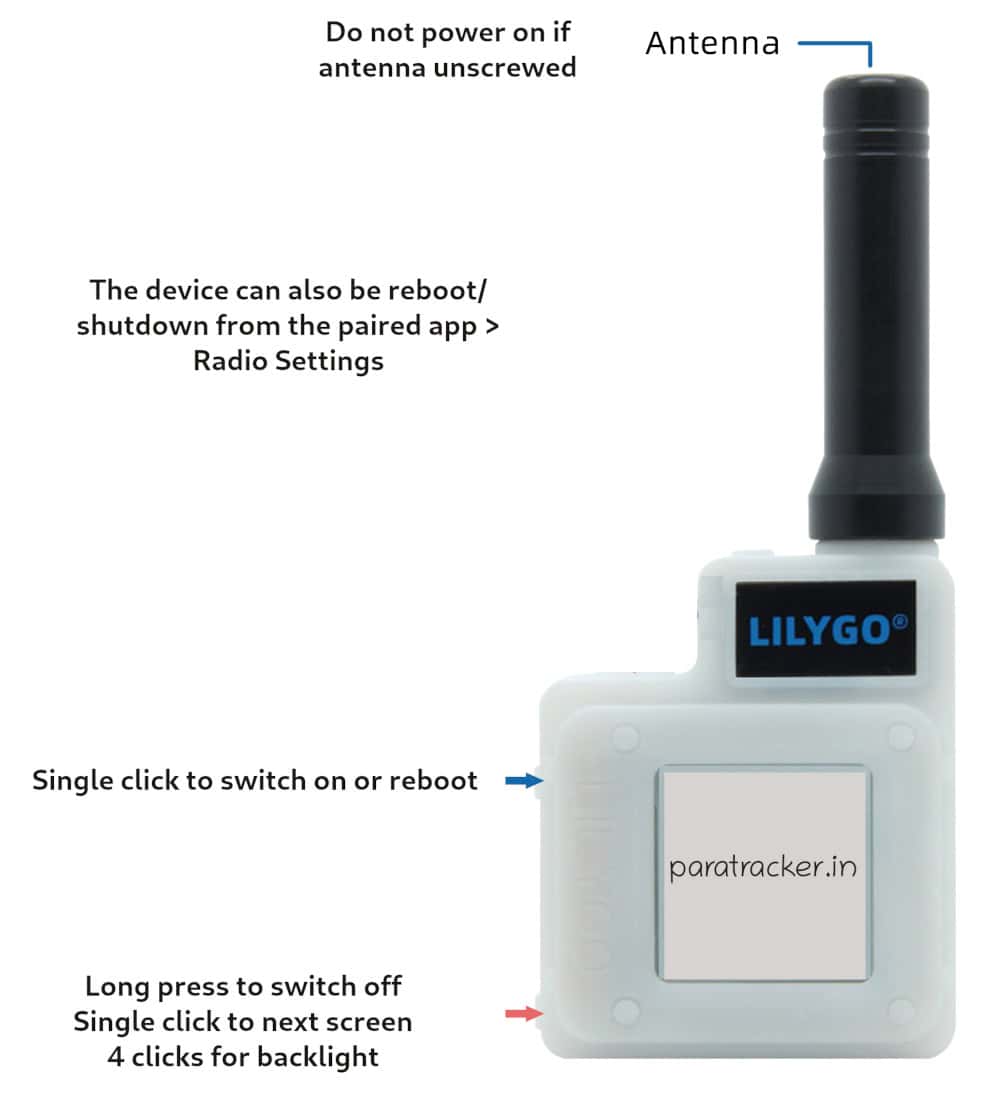 Do not power on if
antenna unscrewed
Antenna
The device can also be reboot/
shutdown from the paired app >
Radio Settings
LILYGO®
Single click to switch on or reboot
paratracker.in
Long press to switch off
Single click to next screen
4 clicks for backlight